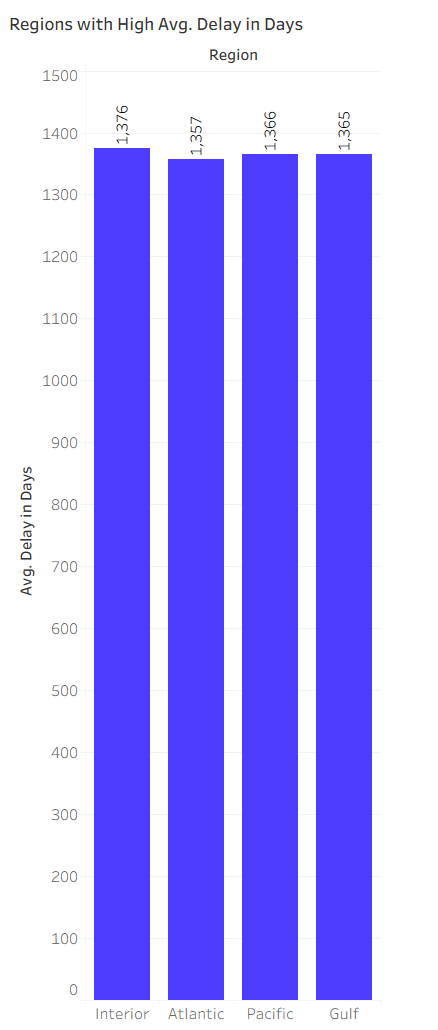 Regions with High Avg. Delay in Days
Region
Avg. Delay in Days
1500
1400
1300
1200
1100
1000
900
800
700
600
500
400
300
200
100
0
1,376
1,357
1,366
1,365
Interior
Atlantic
Pacific
Gulf